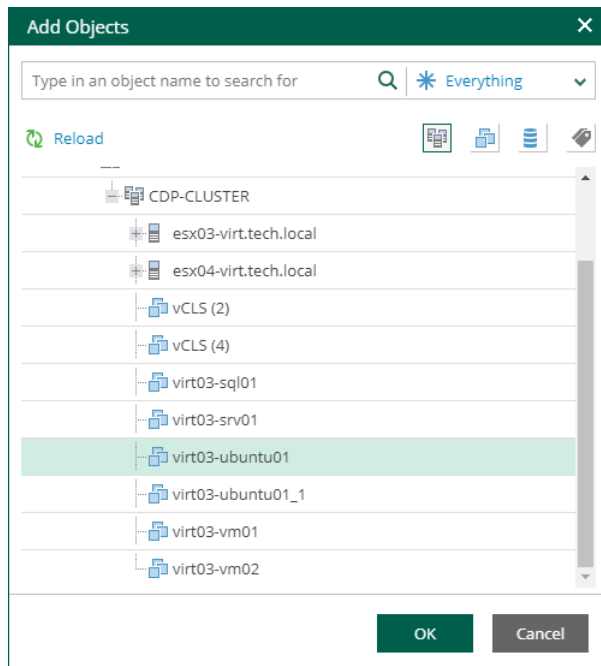 Add Objects
Type in an object name to search for Everything
Reload
CDP-CLUSTER
esx03-virt.tech.local
esx04-virt.tech.local
vCLS (2)
vCLS (4)
virt03-sql01
virt03-srv01
virt03-ubuntu01
virt03-ubuntu01_1
virt03-vm01
virt03-vm02
OK Cancel